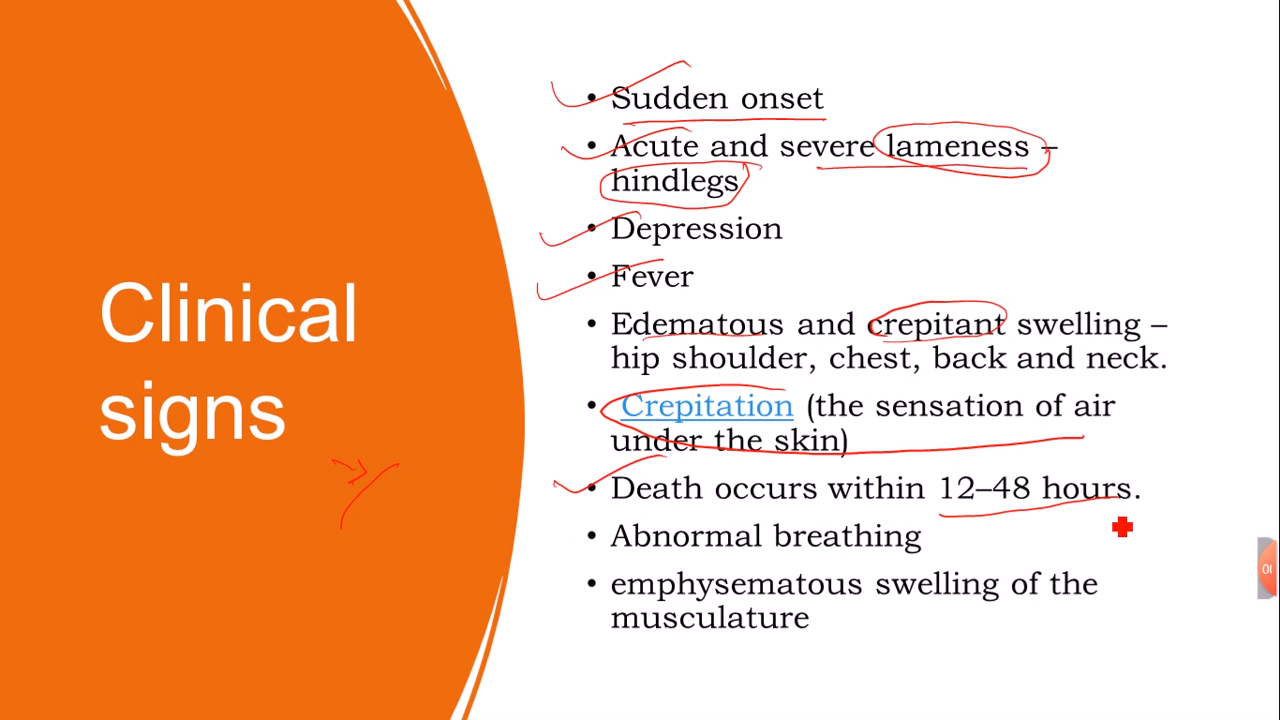 Clinical
signs
• Sudden onset
• Acute and severe lameness –
hindlegs
• Depression
• Fever
• Edematous and crepitant swelling –
hip shoulder, chest, back and neck.
• Crepitation (the sensation of air
under the skin)
• Death occurs within 12–48 hours.
• Abnormal breathing
• emphysematous swelling of the
musculature